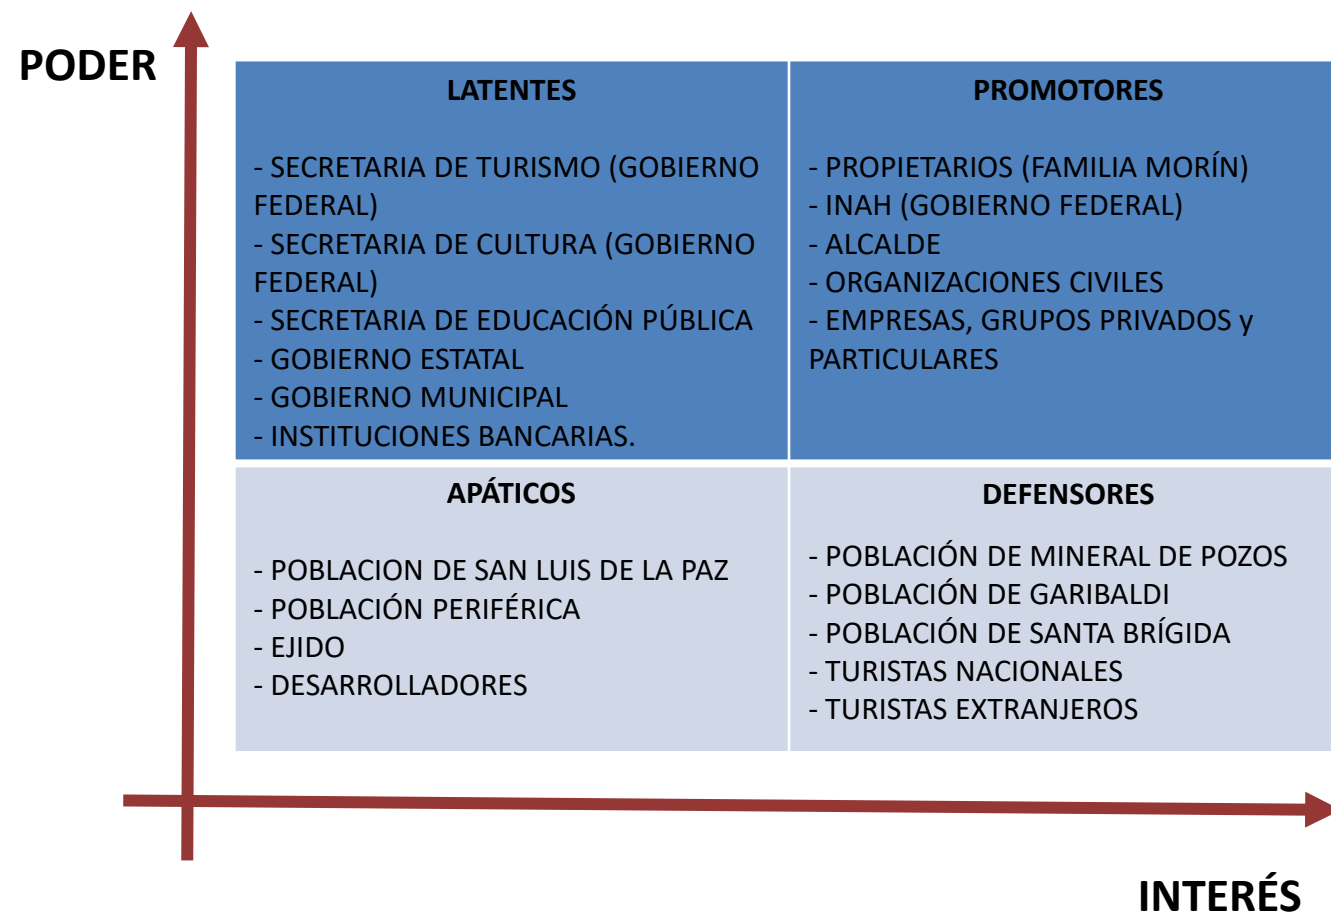 PODER
LATENTES
- SECRETARIA DE TURISMO (GOBIERNO
FEDERAL)
- SECRETARIA DE CULTURA (GOBIERNO
FEDERAL)
- SECRETARIA DE EDUCACIÓN PÚBLICA
- GOBIERNO ESTATAL
- GOBIERNO MUNICIPAL
- INSTITUCIONES BANCARIAS.
PROMOTORES
- PROPIETARIOS (FAMILIA MORÍN)
- INAH (GOBIERNO FEDERAL)
- ALCALDE
- ORGANIZACIONES CIVILES
- EMPRESAS, GRUPOS PRIVADOS y
PARTICULARES
APÁTICOS
- POBLACION DE SAN LUIS DE LA PAZ
- POBLACIÓN PERIFÉRICA
- EJIDO
- DESARROLLADORES
DEFENSORES
- POBLACIÓN DE MINERAL DE POZOS
- POBLACIÓN DE GARIBALDI
- POBLACIÓN DE SANTA BRÍGIDA
- TURISTAS NACIONALES
- TURISTAS EXTRANJEROS
INTERÉS